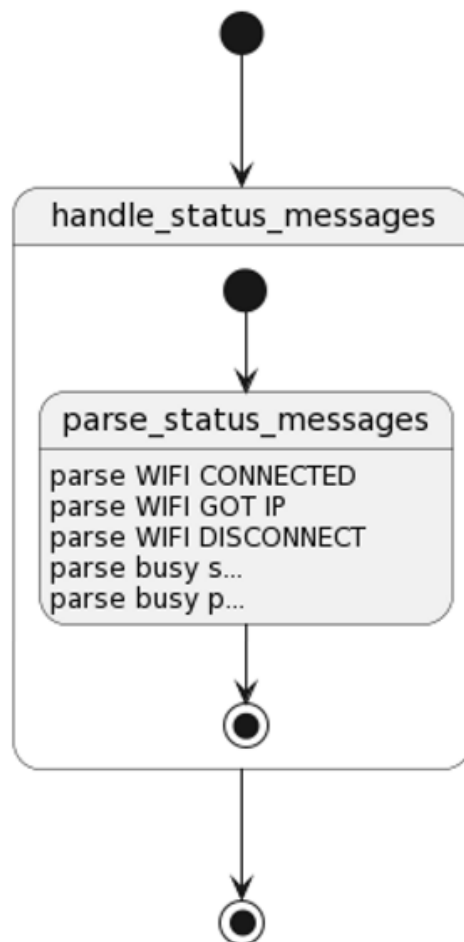 handle_status_messages
parse_status_messages
parse WIFI CONNECTED
parse WIFI GOT IP
parse WIFI DISCONNECT
parse busy s...
parse busy p...